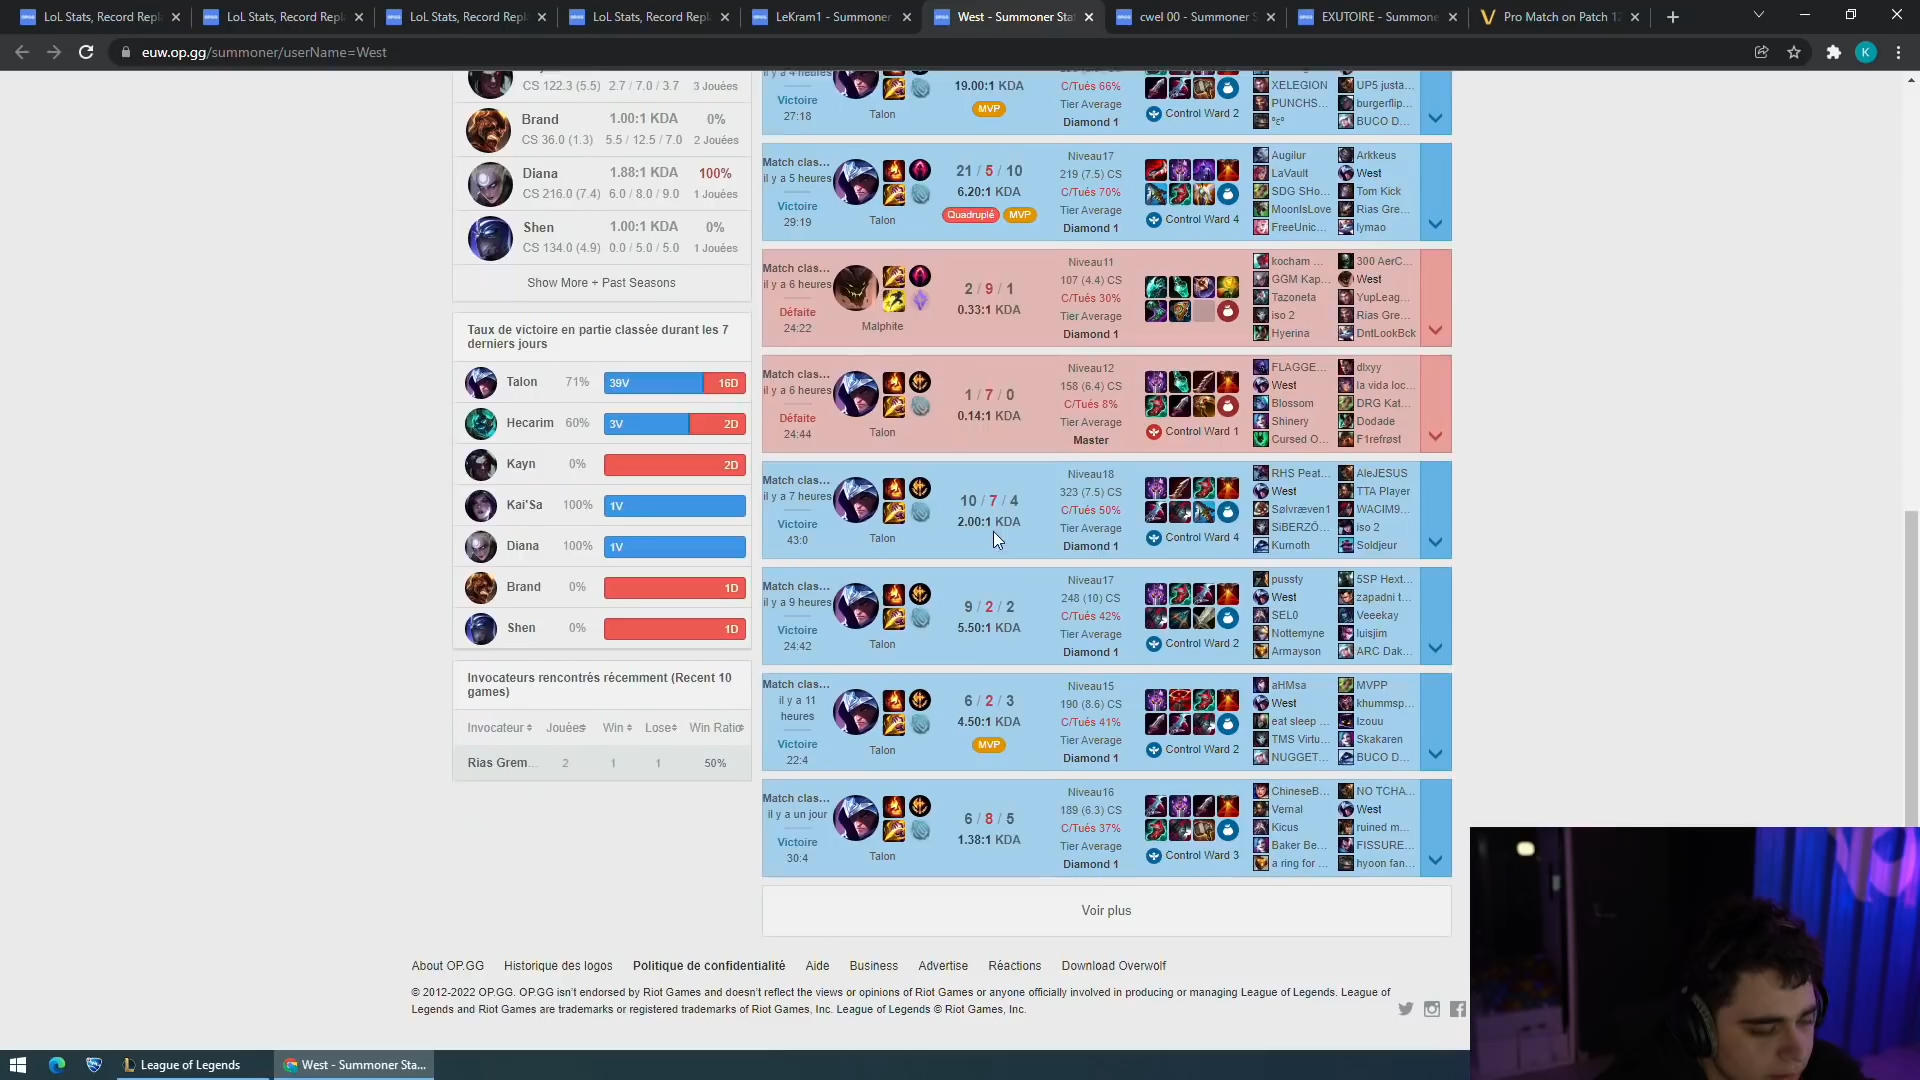 LoL Stats, Record Repl
LoL Stats, Record Repl
LoL Stats, Record Repl
LoL Stats, Record Repl
LeKram1 - Summoner
West - Summoner Sta
cwel 00 - Summoner S
EXUTOIRE - Summone
Pro Match on Patch 12
euw.op.gg/summoner/userName=West
K
CS 122.3 (5.5) 2.7 / 7.0 / 3.7 3 Jouées
Brand 1.00:1 KDA 0%
CS 36.0 (1.3) 5.5 / 12.5 / 7.0 2 Jouées
Diana 1.88:1 KDA 100%
CS 216.0 (7.4) 6.0 / 8.0 / 9.0 1 Jouées
Shen 1.00:1 KDA 0%
CS 134.0 (4.9) 0.0 / 5.0 / 5.0 1 Jouées
Show More + Past Seasons
Taux de victoire en partie classée durant les 7
derniers jours
Talon 71% 39V 16D
Hecarim 60% 3V 2D
Kayn 0% 2D
Kai'Sa 100% 1V
Diana 100% 1V
Brand 0% 1D
Shen 0% 1D
Invocateurs rencontrés récemment (Recent 10
games)
Invocateur Jouées Win Lose Win Ratio
Rias Grem... 2 1 1 50%
il y a 4 heures
Victoire
27:18
Talon
19.00:1 KDA
MVP
C/Tués 66%
Tier Average
Diamond 1
Control Ward 2
XELEGION UP5 justa...
PUNCHS... burgerflip...
BUCO D...
Match clas...
il y a 5 heures
Victoire
29:19
Talon
21 / 5 / 10
6.20:1 KDA
Quadruplé MVP
Niveau17
219 (7.5) CS
C/Tués 70%
Tier Average
Diamond 1
Control Ward 4
Augilur Arkkeus
LaVault West
SDG SHo... Tom Kick
MoonIsLove Rias Gre...
FreeUnic... lymao
Match clas...
il y a 6 heures
Défaite
24:22
Malphite
2 / 9 / 1
0.33:1 KDA
Niveau11
107 (4.4) CS
C/Tués 30%
Tier Average
Diamond 1
kocham ... 300 AerC...
GGM Kap... West
Tazoneta YupLeag...
iso 2 Rias Gre...
Hyerina DntLookBck
Match clas...
il y a 6 heures
Défaite
24:44
Talon
1 / 7 / 0
0.14:1 KDA
Niveau12
158 (6.4) CS
C/Tués 8%
Tier Average
Master
Control Ward 1
FLAGGE... dlxyy
West la vida loc...
Blossom DRG Kat...
Shinery Dodade
Cursed O... F1refrøst
Match clas...
il y a 7 heures
Victoire
43:0
Talon
10 / 7 / 4
2.00:1 KDA
Niveau18
323 (7.5) CS
C/Tués 50%
Tier Average
Diamond 1
Control Ward 4
RHS Peat... AleJESUS
West TTA Player
Sølvræven1 WACIM9...
SiBERZÖ... iso 2
Kurnoth Soldjeur
Match clas...
il y a 9 heures
Victoire
24:42
Talon
9 / 2 / 2
5.50:1 KDA
Niveau17
248 (10) CS
C/Tués 42%
Tier Average
Diamond 1
Control Ward 2
pussty 5SP Hext...
West zapadni t...
SEL0 Veeekay
Nottemyne luisjim
Armayson ARC Dak...
Match clas...
il y a 11
heures
Victoire
22:4
Talon
6 / 2 / 3
4.50:1 KDA
MVP
Niveau15
190 (8.6) CS
C/Tués 41%
Tier Average
Diamond 1
Control Ward 2
aHMsa MVPP
West khummsp...
eat sleep ... Izouu
TMS Virtu... Skakaren
NUGGET... BUCO D...
Match clas...
il y a un jour
Victoire
30:4
Talon
6 / 8 / 5
1.38:1 KDA
Niveau16
189 (6.3) CS
C/Tués 37%
Tier Average
Diamond 1
Control Ward 3
ChineseB... NO TCHA...
Vernal West
Kicus ruined m...
Baker Be... FISSURE...
a ring for ... hyoon fan...
Voir plus
About OP.GG Historique des logos Politique de confidentialité Aide Business Advertise Réactions Download Overwolf
© 2012-2022 OP.GG. OP.GG isn't endorsed by Riot Games and doesn't reflect the views or opinions of Riot Games or anyone officially involved in producing or managing League of Legends. League of
Legends and Riot Games are trademarks or registered trademarks of Riot Games, Inc. League of Legends © Riot Games, Inc.
League of Legends
West - Summoner Sta...